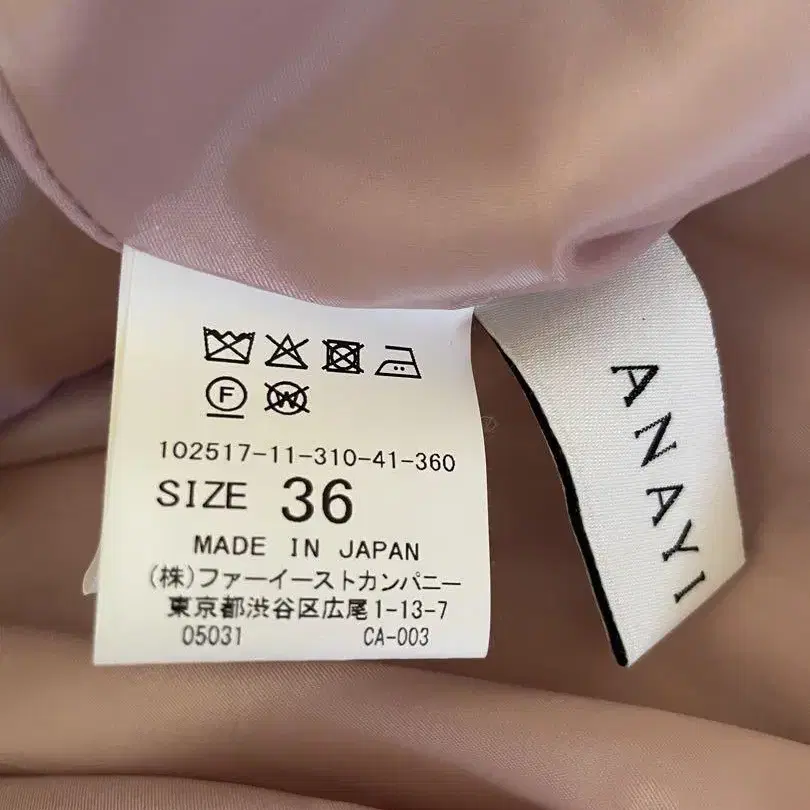 F
W
102517-11-310-41-360
SIZE 36
MADE IN JAPAN
(株)ファーイーストカンパニー
東京都渋谷区広尾1-13-7
05031 CA-003
ANAYI